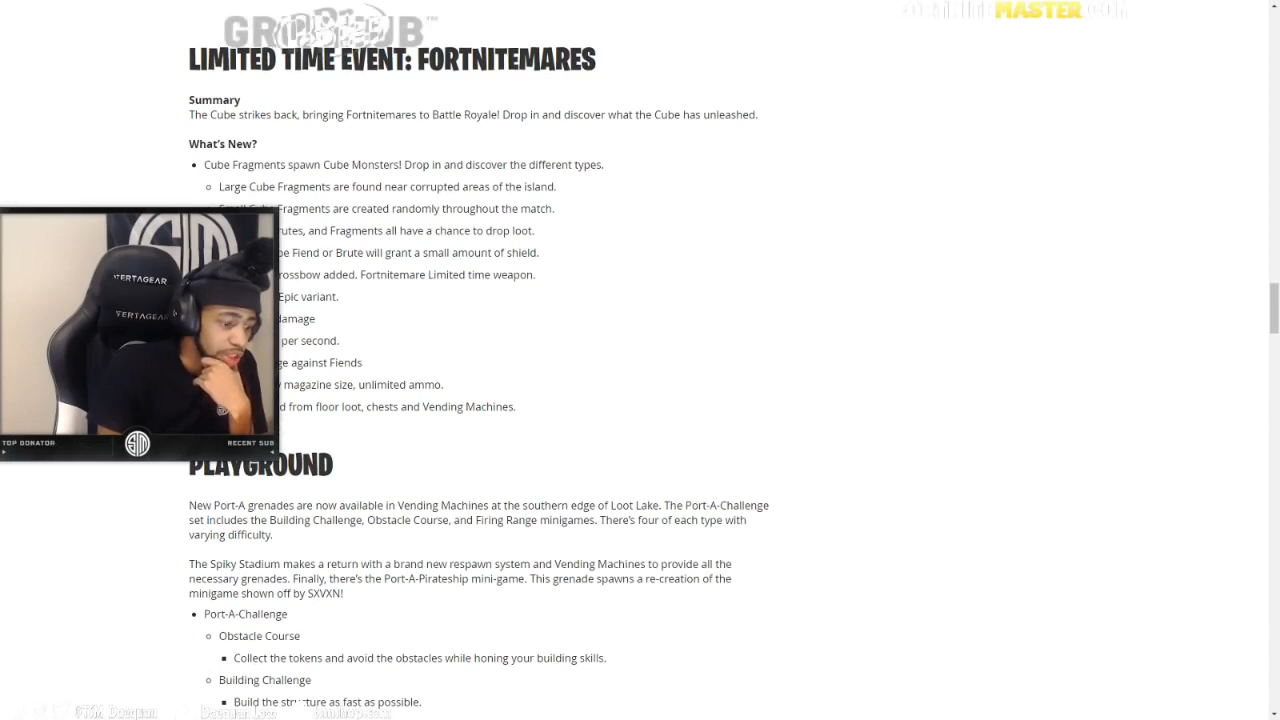 GRUBHUB™
MASTER
LIMITED TIME EVENT: FORTNITEMARES
Summary
The Cube strikes back, bringing Fortnitemares to Battle Royale! Drop in and discover what the Cube has unleashed.
What's New?
• Cube Fragments spawn Cube Monsters! Drop in and discover the different types.
Large Cube Fragments are found near corrupted areas of the island.
Fragments are created randomly throughout the match.
rutes, and Fragments all have a chance to drop loot.
be Fiend or Brute will grant a small amount of shield.
rossbow added. Fortnitemare Limited time weapon.
Epic variant.
damage
per second.
ge against Fiends
magazine size, unlimited ammo.
d from floor loot, chests and Vending Machines.
VERTAGEAR
VERTAGEAR
TOP DONATOR
TSM
RECENT SUB
PLAYGROUND
New Port-A grenades are now available in Vending Machines at the southern edge of Loot Lake. The Port-A-Challenge
set includes the Building Challenge, Obstacle Course, and Firing Range minigames. There's four of each type with
varying difficulty.
The Spiky Stadium makes a return with a brand new respawn system and Vending Machines to provide all the
necessary grenades. Finally, there's the Port-A-Pirateship mini-game. This grenade spawns a re-creation of the
minigame shown off by SXVXN!
• Port-A-Challenge
Obstacle Course
Collect the tokens and avoid the obstacles while honing your building skills.
Building Challenge
Build the structure as fast as possible.